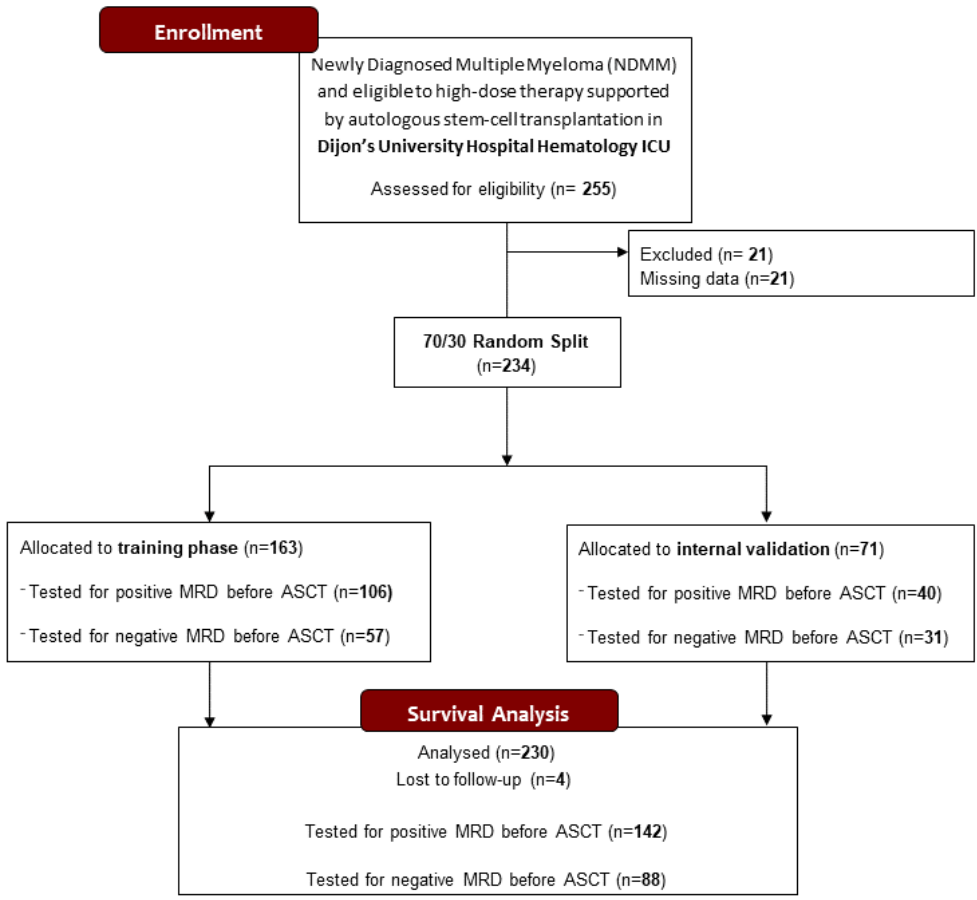 Enrollment
Newly Diagnosed Multiple Myeloma (NDMM)
and eligible to high-dose therapy supported
by autologous stem-cell transplantation in
Dijon’s University Hospital Hematology ICU
Assessed for eligibility (n= 255)
Excluded (n= 21)
Missing data (n=21)
70/30 Random Split
(n=234)
Allocated to training phase (n=163)
- Tested for positive MRD before ASCT (n=106)
- Tested for negative MRD before ASCT (n=57)
Allocated to internal validation (n=71)
- Tested for positive MRD before ASCT (n=40)
- Tested for negative MRD before ASCT (n=31)
Survival Analysis
Analysed (n=230)
Lost to follow-up (n=4)
Tested for positive MRD before ASCT (n=142)
Tested for negative MRD before ASCT (n=88)